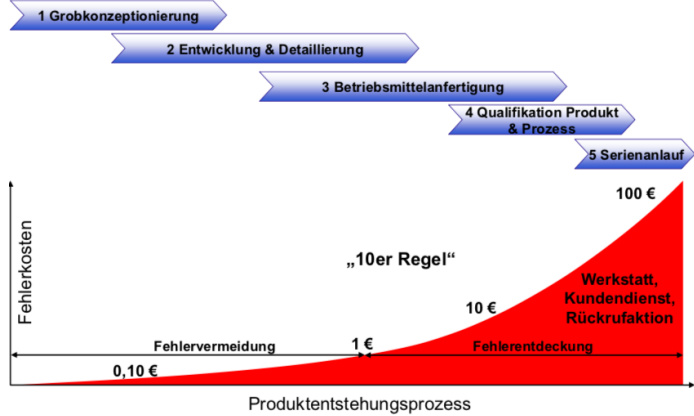 1 Grobkonzeptionierung
2 Entwicklung & Detaillierung
3 Betriebsmittelanfertigung
4 Qualifikation Produkt
& Prozess
5 Serienanlauf
100 €
„10er Regel“
Fehlerkosten
Werkstatt,
Kundendienst,
Rückrufaktion
10 €
Fehlervermeidung
1 €
Fehlerentdeckung
0,10 €
Produktentstehungsprozess